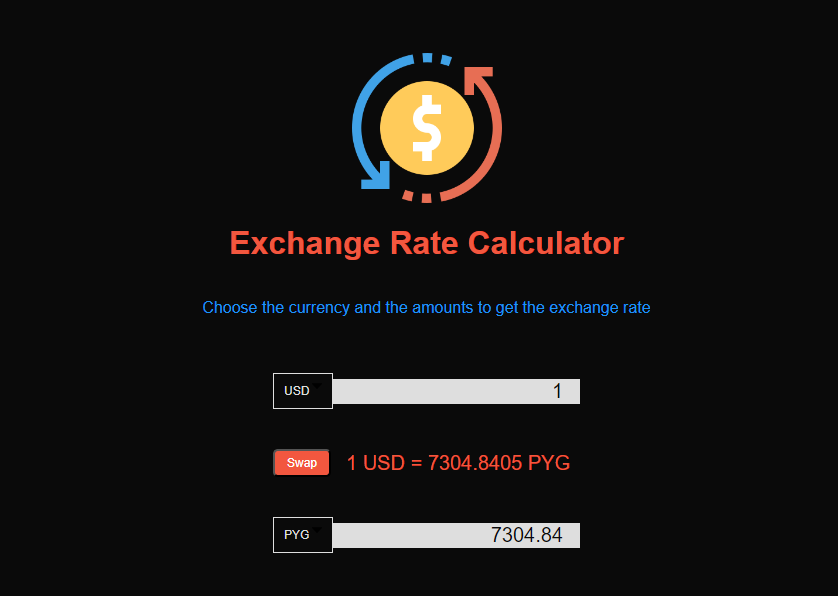 $
Exchange Rate Calculator
Choose the currency and the amounts to get the exchange rate
USD 1
Swap 1 USD = 7304.8405 PYG
PYG 7304.84